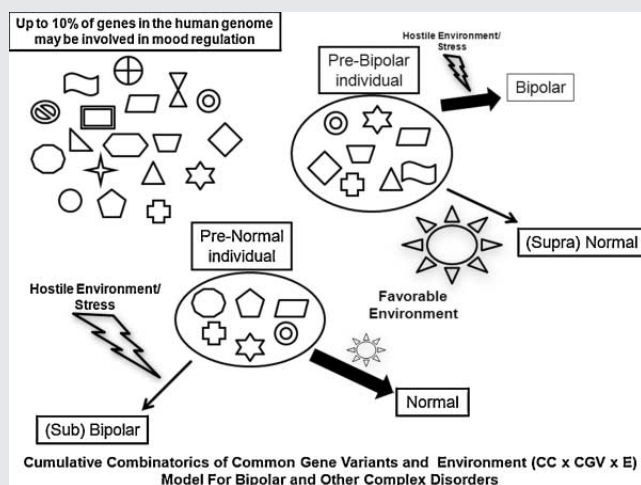 Up to 10% of genes in the human genome
may be involved in mood regulation
Hostile Environment/
Stress
Pre-Bipolar
individual
Bipolar
(Supra) Normal
Pre-Normal
individual
Hostile Environment/
Stress
Favorable
Environment
Normal
(Sub) Bipolar
Cumulative Combinatorics of Common Gene Variants and Environment (CC x CGV x E)
Model For Bipolar and Other Complex Disorders